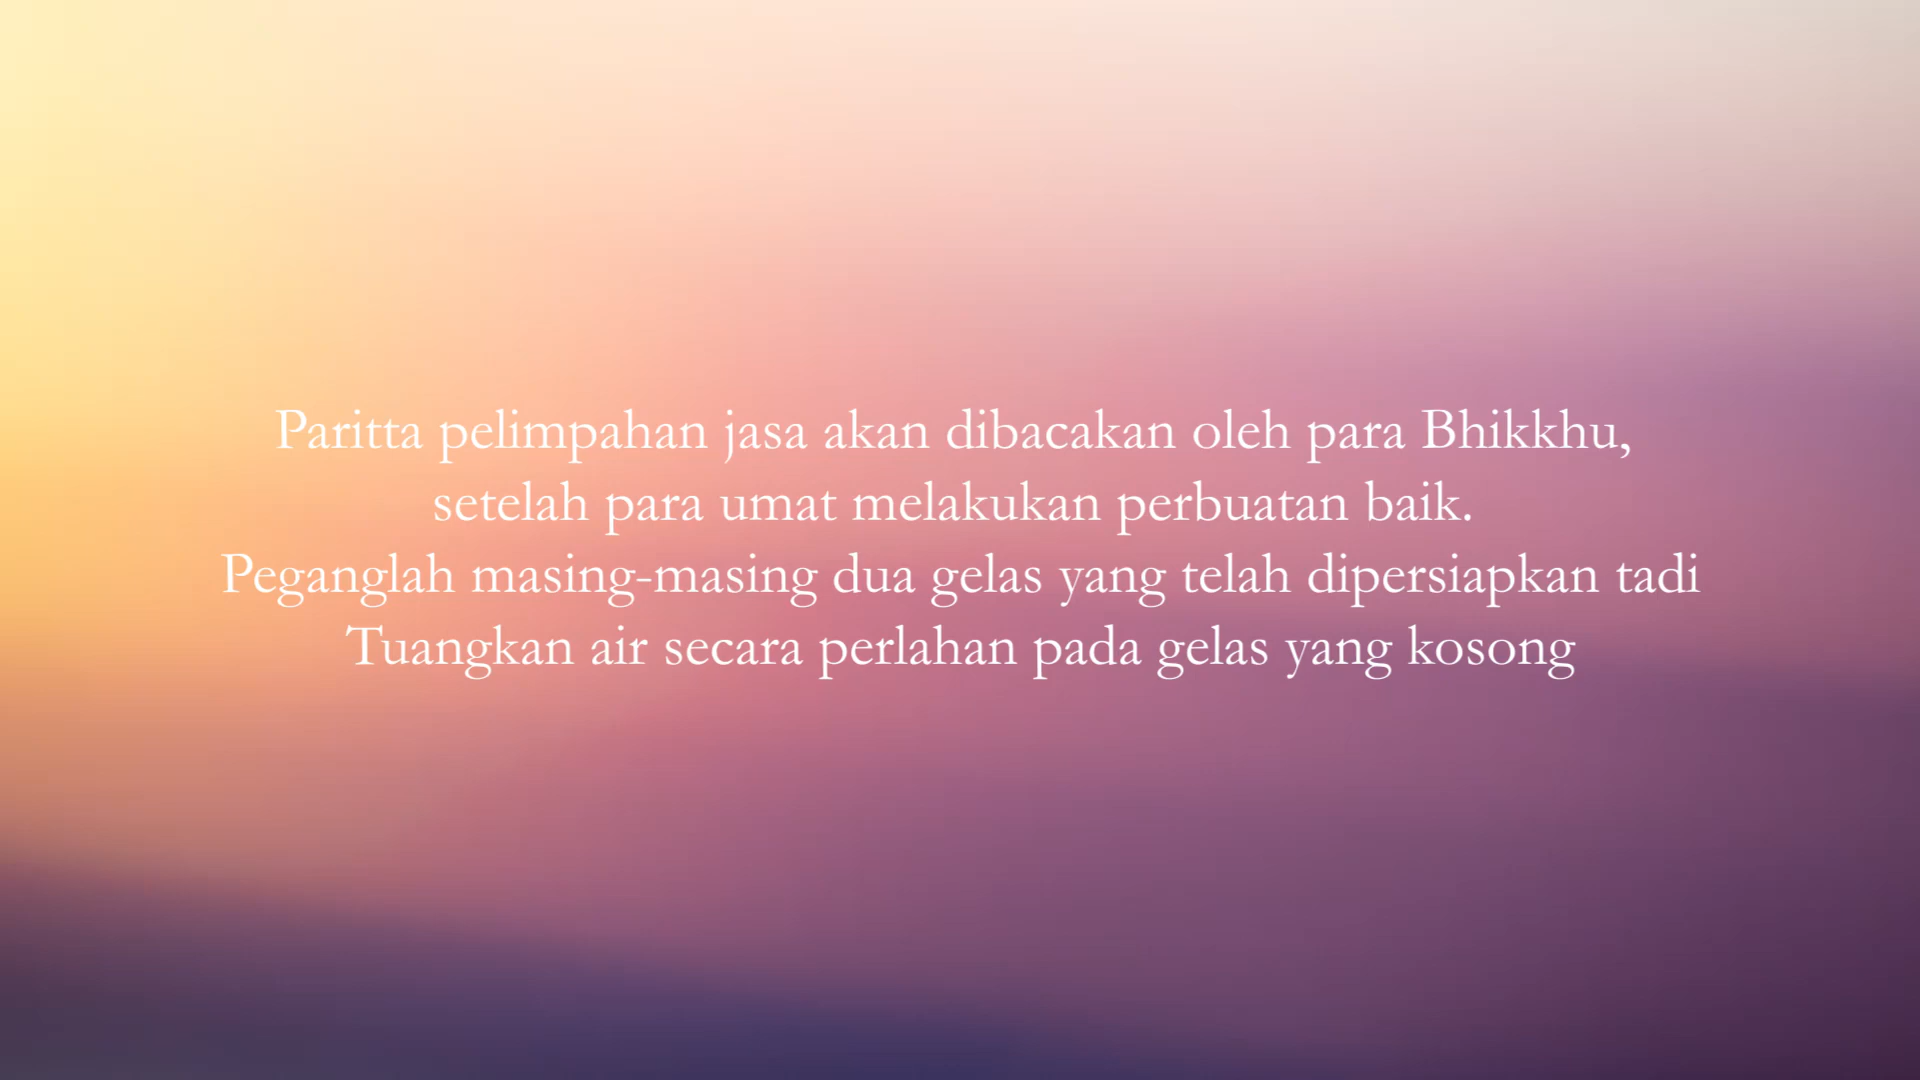 Paritta pelimpahan jasa akan dibacakan oleh para Bhikkhu,
setelah para umat melakukan perbuatan baik.
Peganglah masing-masing dua gelas yang telah dipersiapkan tadi
Tuangkan air secara perlahan pada gelas yang kosong